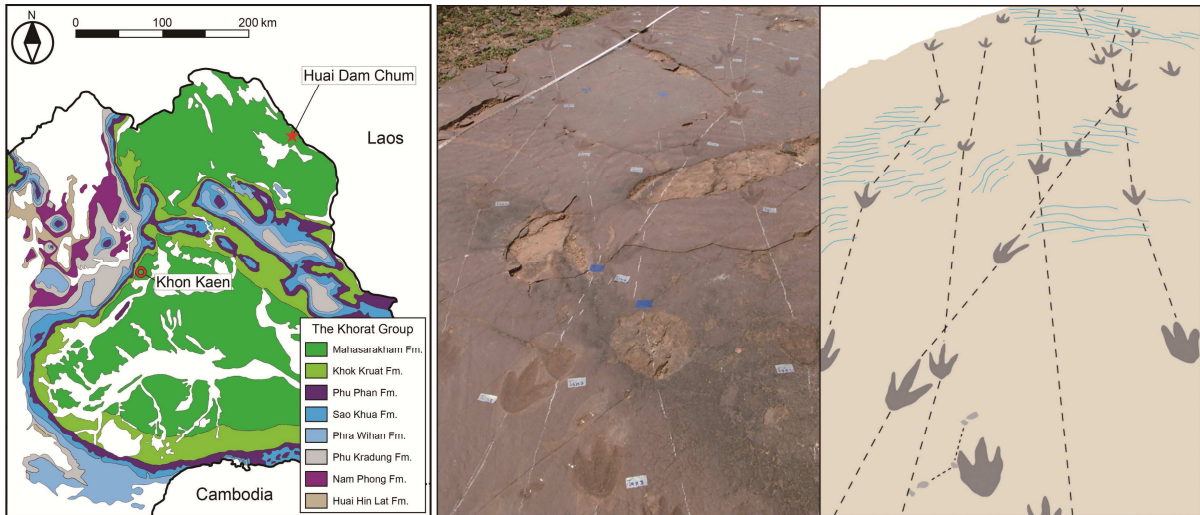 N
0 100 200 km
Huai Dam Chum
Laos
Khon Kaen
The Khorat Group
Mahasarakham Fm.
Khok Kruat Fm.
Phu Phan Fm.
Sao Khua Fm.
Phra Wihan Fm.
Phu Kradung Fm.
Nam Phong Fm.
Huai Hin Lat Fm.
Cambodia